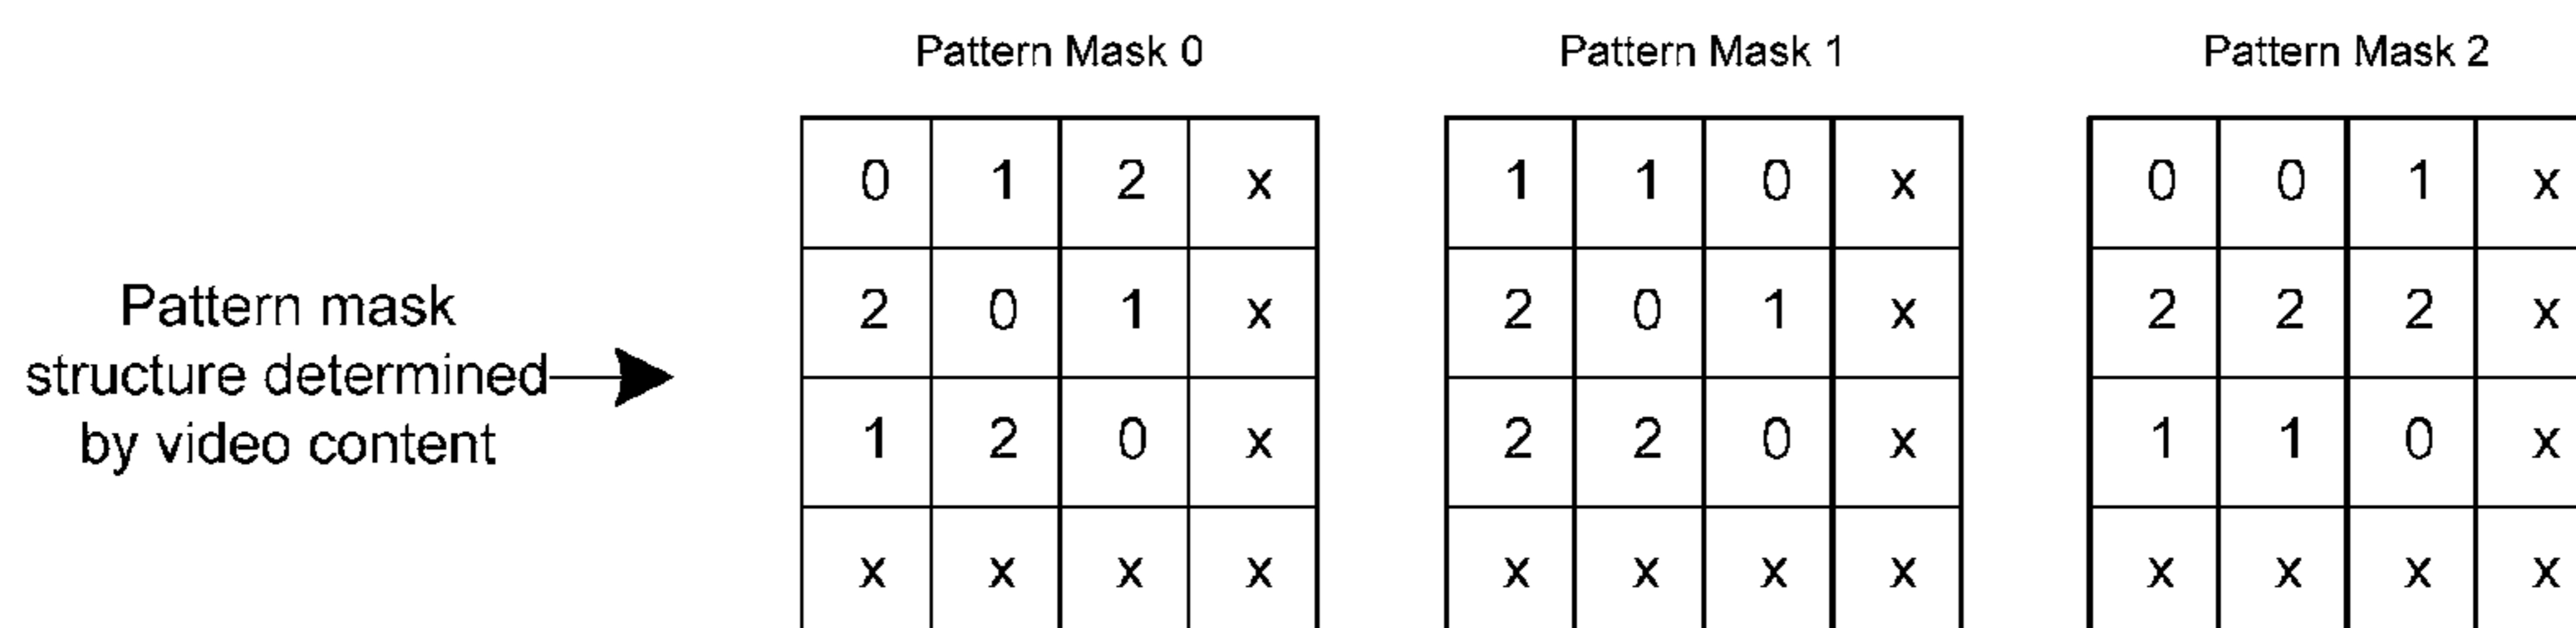 Pattern Mask 0 Pattern Mask 1 Pattern Mask 2
0 1 2 x 1 1 0 x 0 0 1 x
2 0 1 x 2 0 1 x 2 2 2 x
1 2 0 x 2 2 0 x 1 1 0 x
x x x x x x x x x x x x
Pattern mask
structure determined
by video content